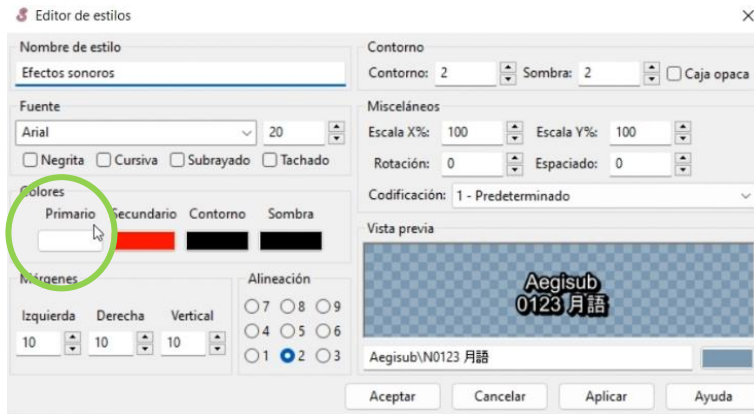 Editor de estilos
Nombre de estilo
Efectos sonoros
Fuente
Arial 20
Negrita Cursiva Subrayado Tachado
Colores
Primario Secundario Contorno Sombra
Márgenes
Izquierda Derecha Vertical
10 10 10
Alineación
7 8 9
4 5 6
1 2 3
Contorno
Contorno: 2 Sombra: 2 Caja opaca
Misceláneos
Escala X%: 100 Escala Y%: 100
Rotación: 0 Espaciado: 0
Codificación: 1 - Predeterminado
Vista previa
Aegisub
0123 月語
Aegisub\N0123 月語
Aceptar Cancelar Aplicar Ayuda